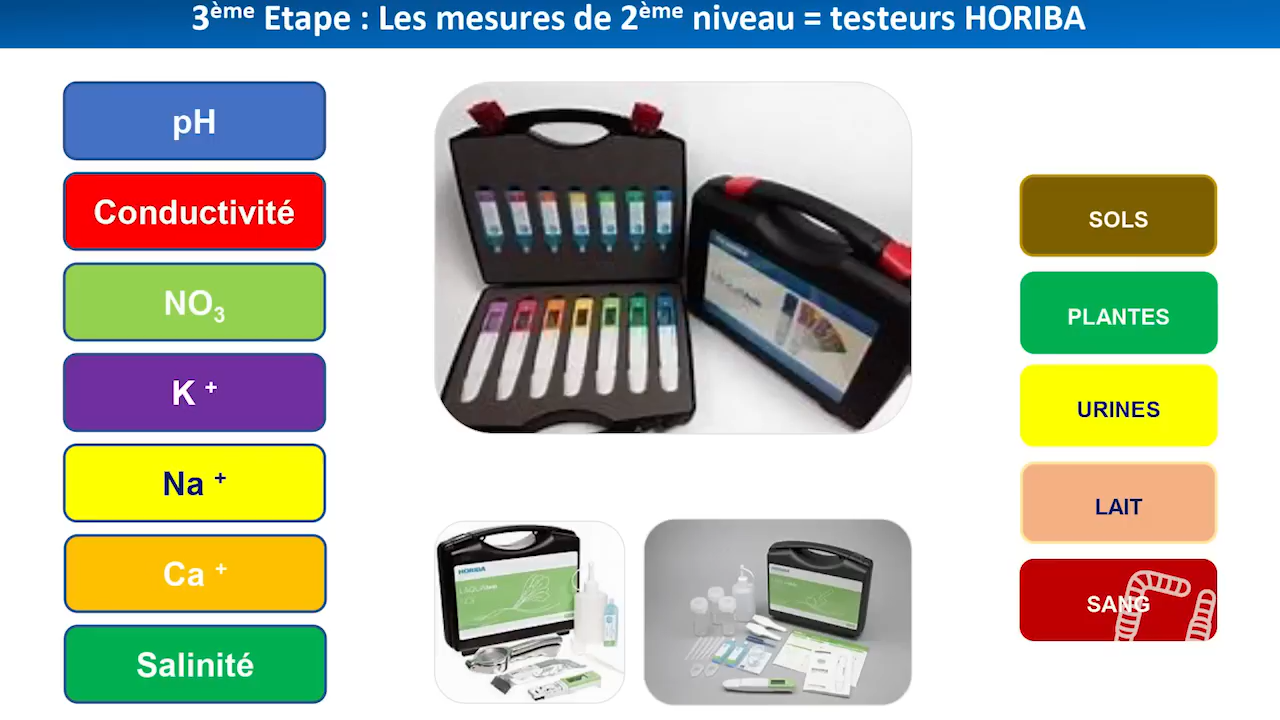 3ème Etape : Les mesures de 2ème niveau = testeurs HORIBA
pH
Conductivité
NO3
K +
Na +
Ca +
Salinité
SOLS
PLANTES
URINES
LAIT
SANG
HORIBA